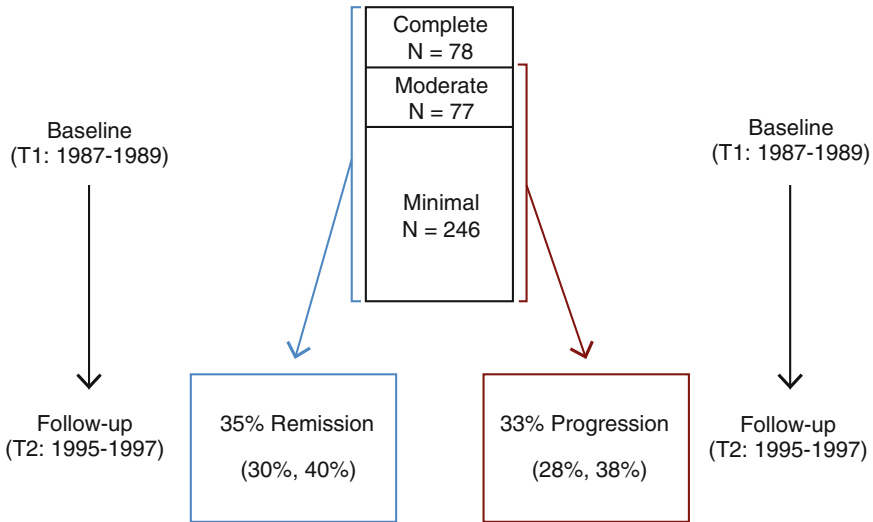 Complete
N = 78
Moderate
N = 77
Minimal
N = 246
Baseline
(T1: 1987-1989)
Baseline
(T1: 1987-1989)
Follow-up
(T2: 1995-1997)
35% Remission
(30%, 40%)
33% Progression
(28%, 38%)
Follow-up
(T2: 1995-1997)